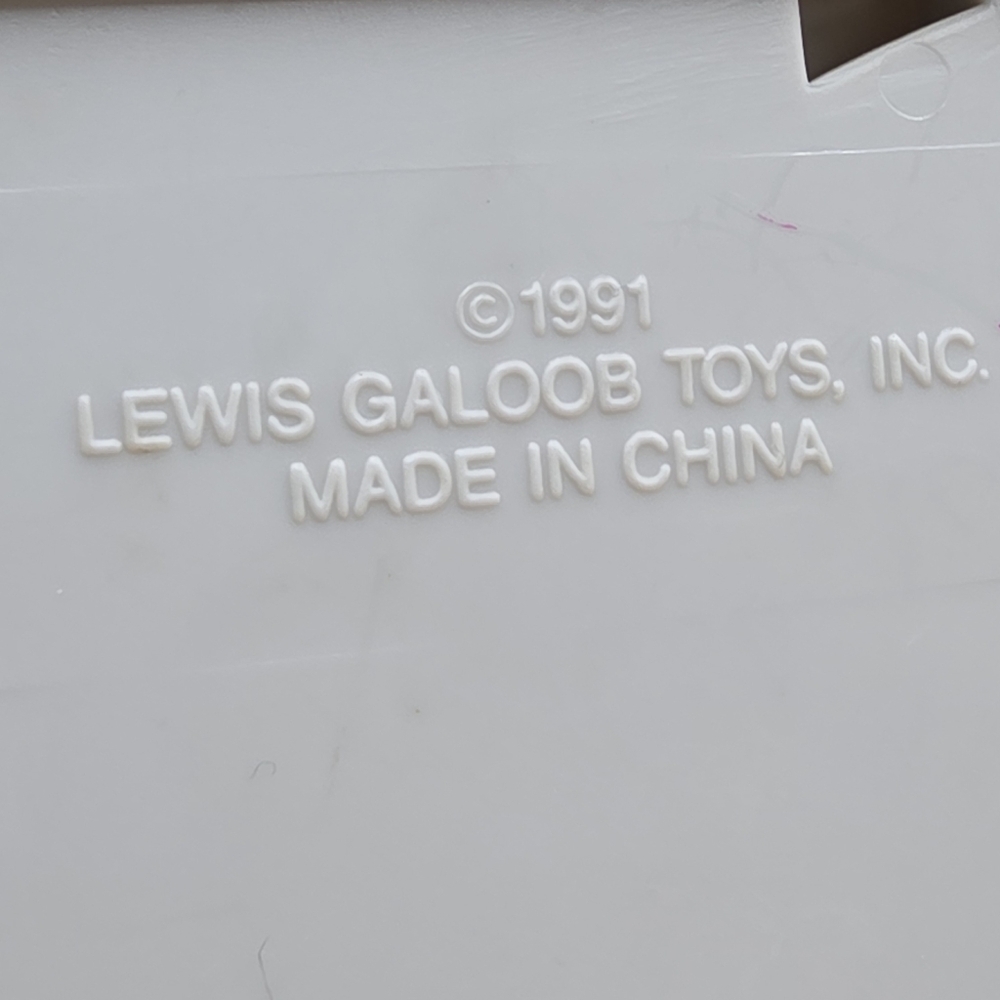 ©1991
LEWIS GALOOB TOYS, INC.
MADE IN CHINA